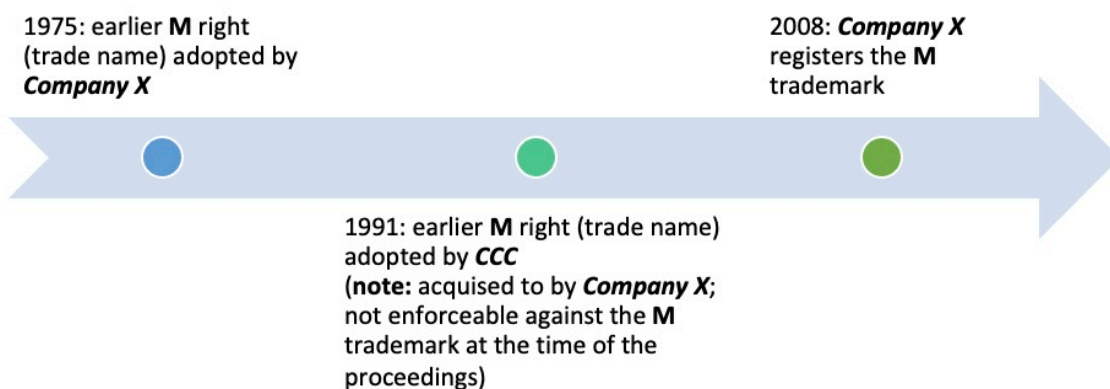 1975: earlier M right
(trade name) adopted by
Company X
2008: Company X
registers the M
trademark
1991: earlier M right (trade name)
adopted by CCC
(note: acquised to by Company X;
not enforceable against the M
trademark at the time of the
proceedings)